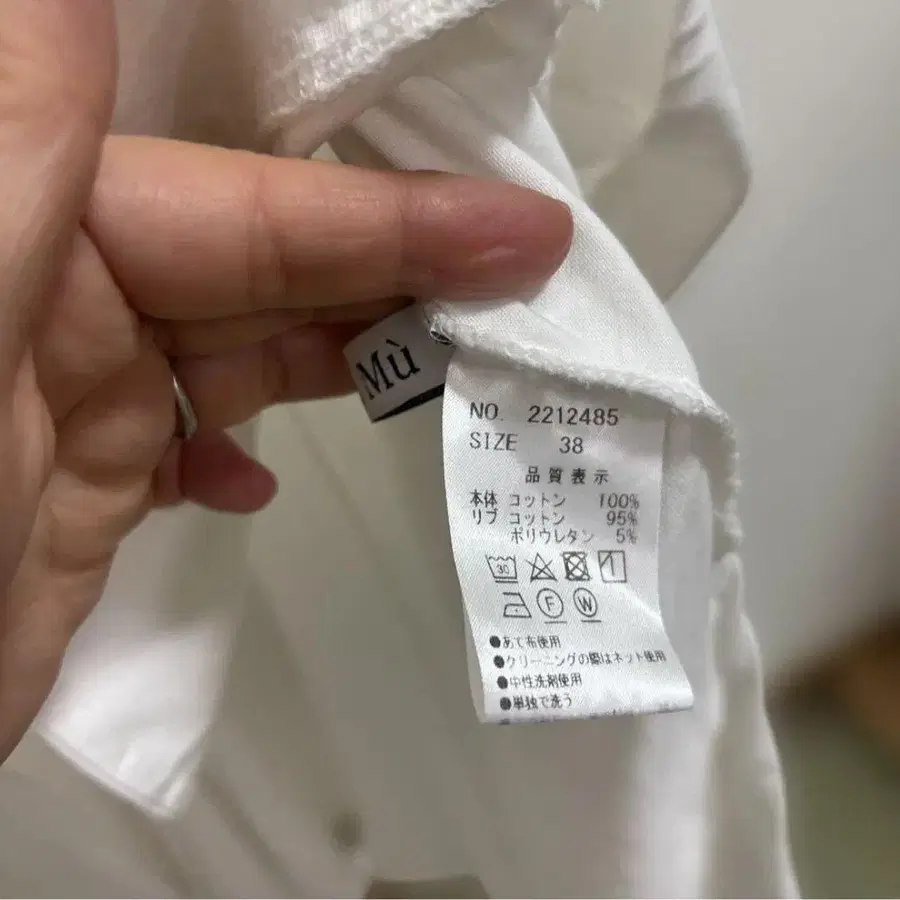 Mù
NO. 2212485
SIZE 38
品質表示
本体 コットン 100%
リブ コットン 95%
ポリウレタン 5%
30
F W
●あて布使用
●クリーニングの際はネット使用
●中性洗剤使用
●単独で洗う